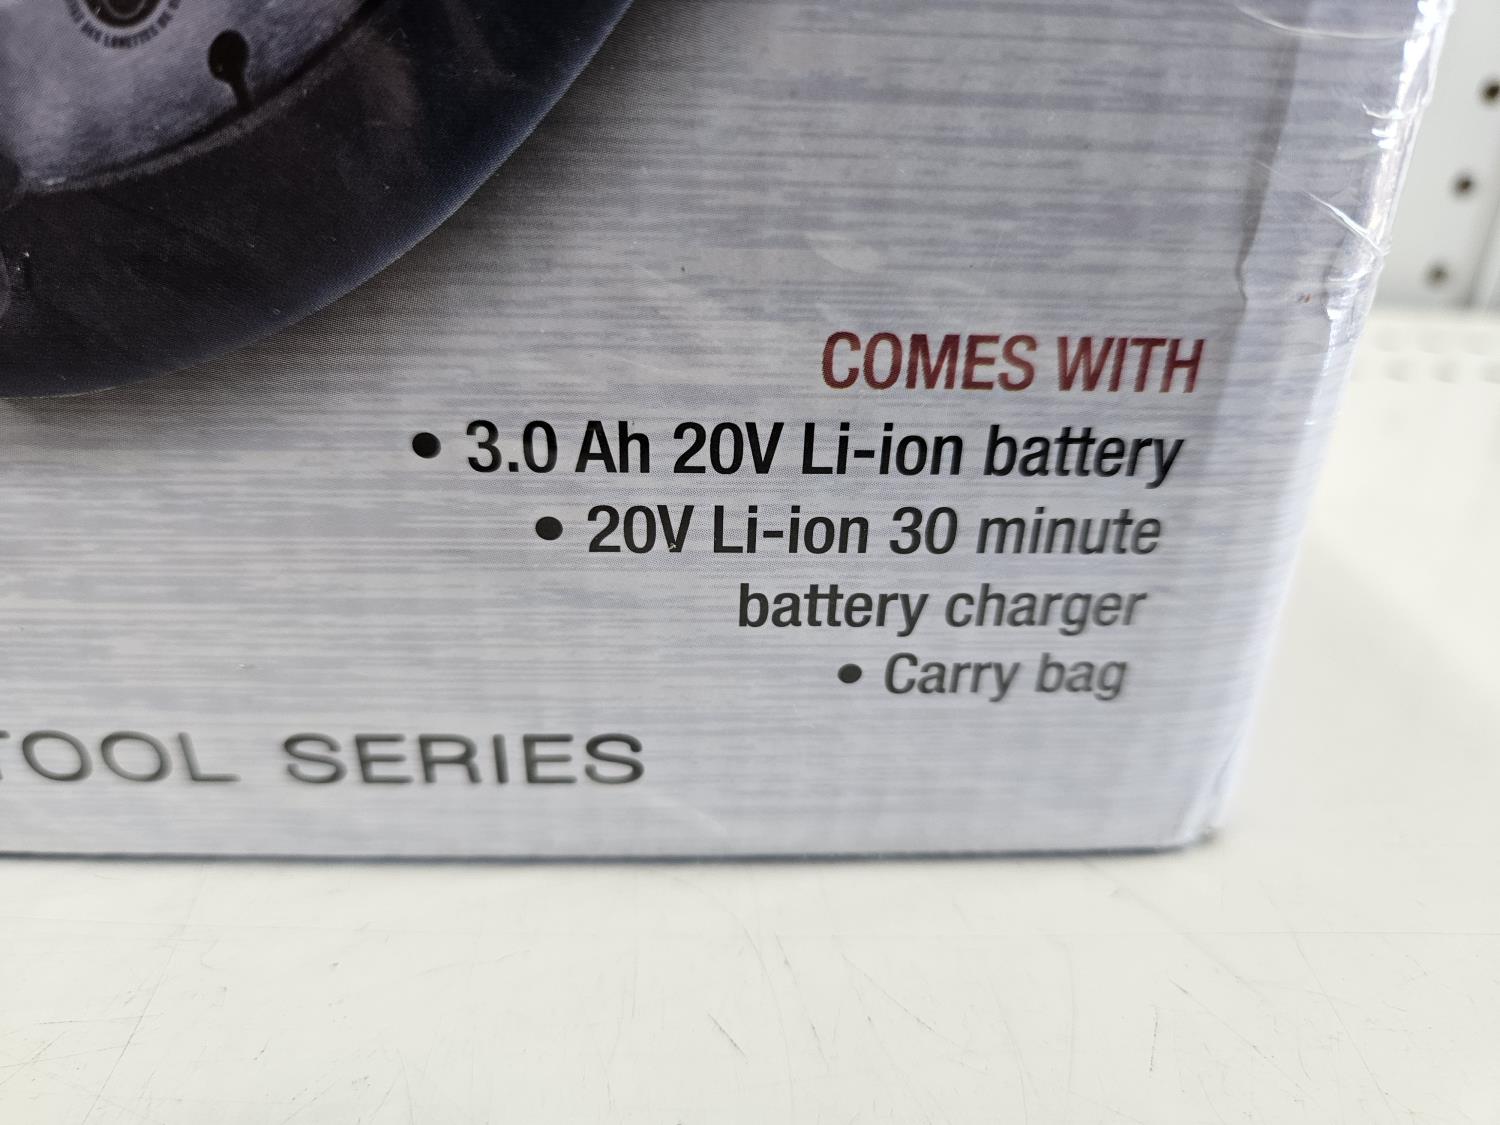 COMES WITH
• 3.0 Ah 20V Li-ion battery
• 20V Li-ion 30 minute
battery charger
• Carry bag
TOOL SERIES